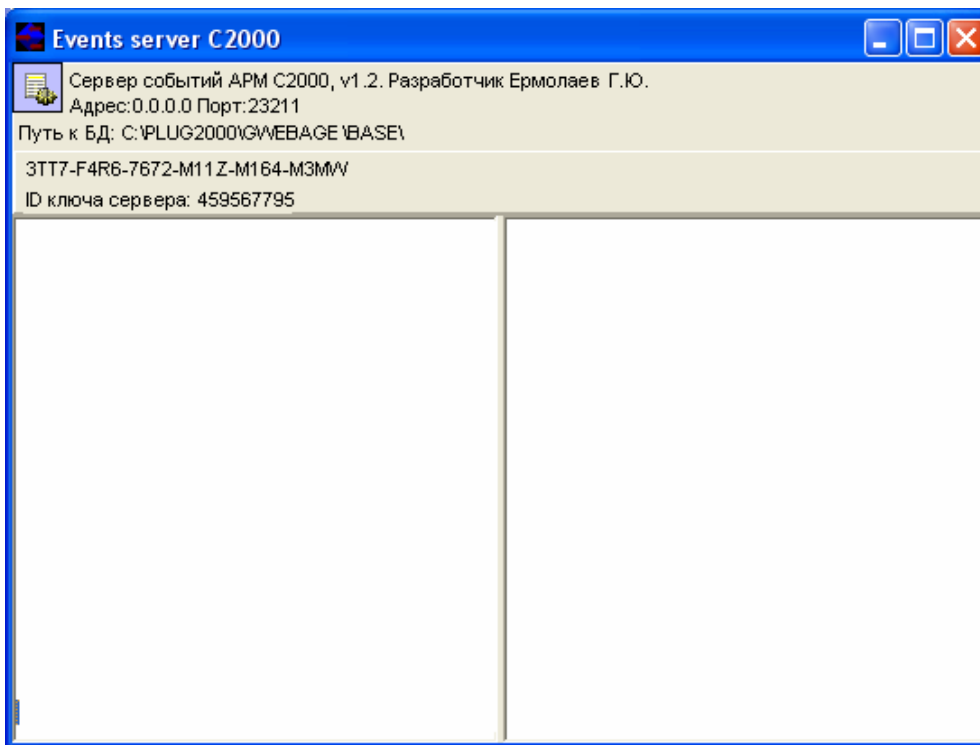 Events server C2000
Сервер событий АРМ С2000, v1.2. Разработчик Ермолаев Г.Ю.
Адрес:0.0.0.0 Порт:23211
Путь к БД: C:\PLUG2000\GWEBAGE\BASE\
3TT7-F4R6-7672-M11Z-M164-M3MW
ID ключа сервера: 459567795